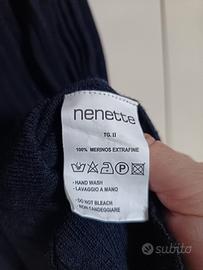 nenette
TG. II
100% MERINOS EXTRAFINE
- HAND WASH
- LAVAGGIO A MANO
- DO NOT BLEACH
NON CANDEGGIARE
subito